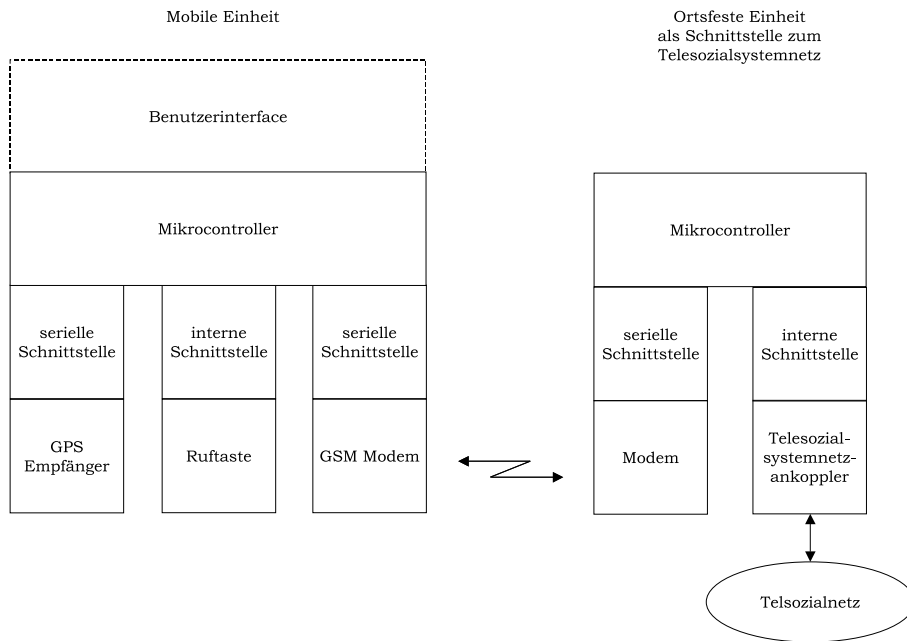 Mobile Einheit
Ortsfeste Einheit
als Schnittstelle zum
Telesozialsystemnetz
Benutzerinterface
Mikrocontroller
Mikrocontroller
serielle
Schnittstelle
interne
Schnittstelle
serielle
Schnittstelle
serielle
Schnittstelle
interne
Schnittstelle
GPS
Empfänger
Ruftaste
GSM Modem
Modem
Telesozial-
systemnetz-
ankoppler
Telsozialnetz